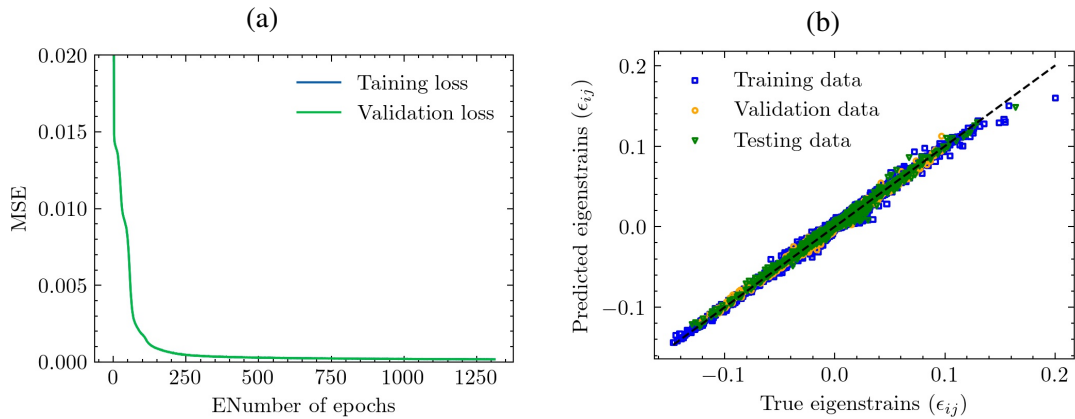 (a)
MSE
0.020
0.015
0.010
0.005
0.000
0
250
500
750
1000
1250
ENumber of epochs
Taining loss
Validation loss
(b)
Predicted eigenstrains (ϵij)
0.2
0.1
0.0
−0.1
−0.1
0.0
0.1
0.2
True eigenstrains (ϵij)
Training data
Validation data
Testing data